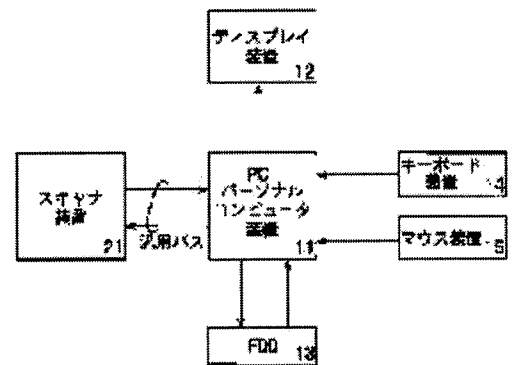 ディスプレイ
装置
12
スキャナ
装置
21
汎用バス
PC
パーソナル
コンピュータ
装置
11
キーボード
装置
マウス装置
FDD
13